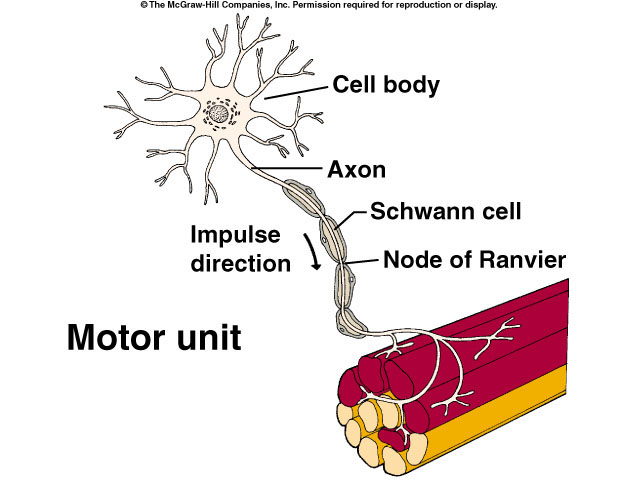 © The McGraw-Hill Companies, Inc. Permission required for reproduction or display.
Cell body
Axon
Schwann cell
Impulse
direction
Node of Ranvier
Motor unit